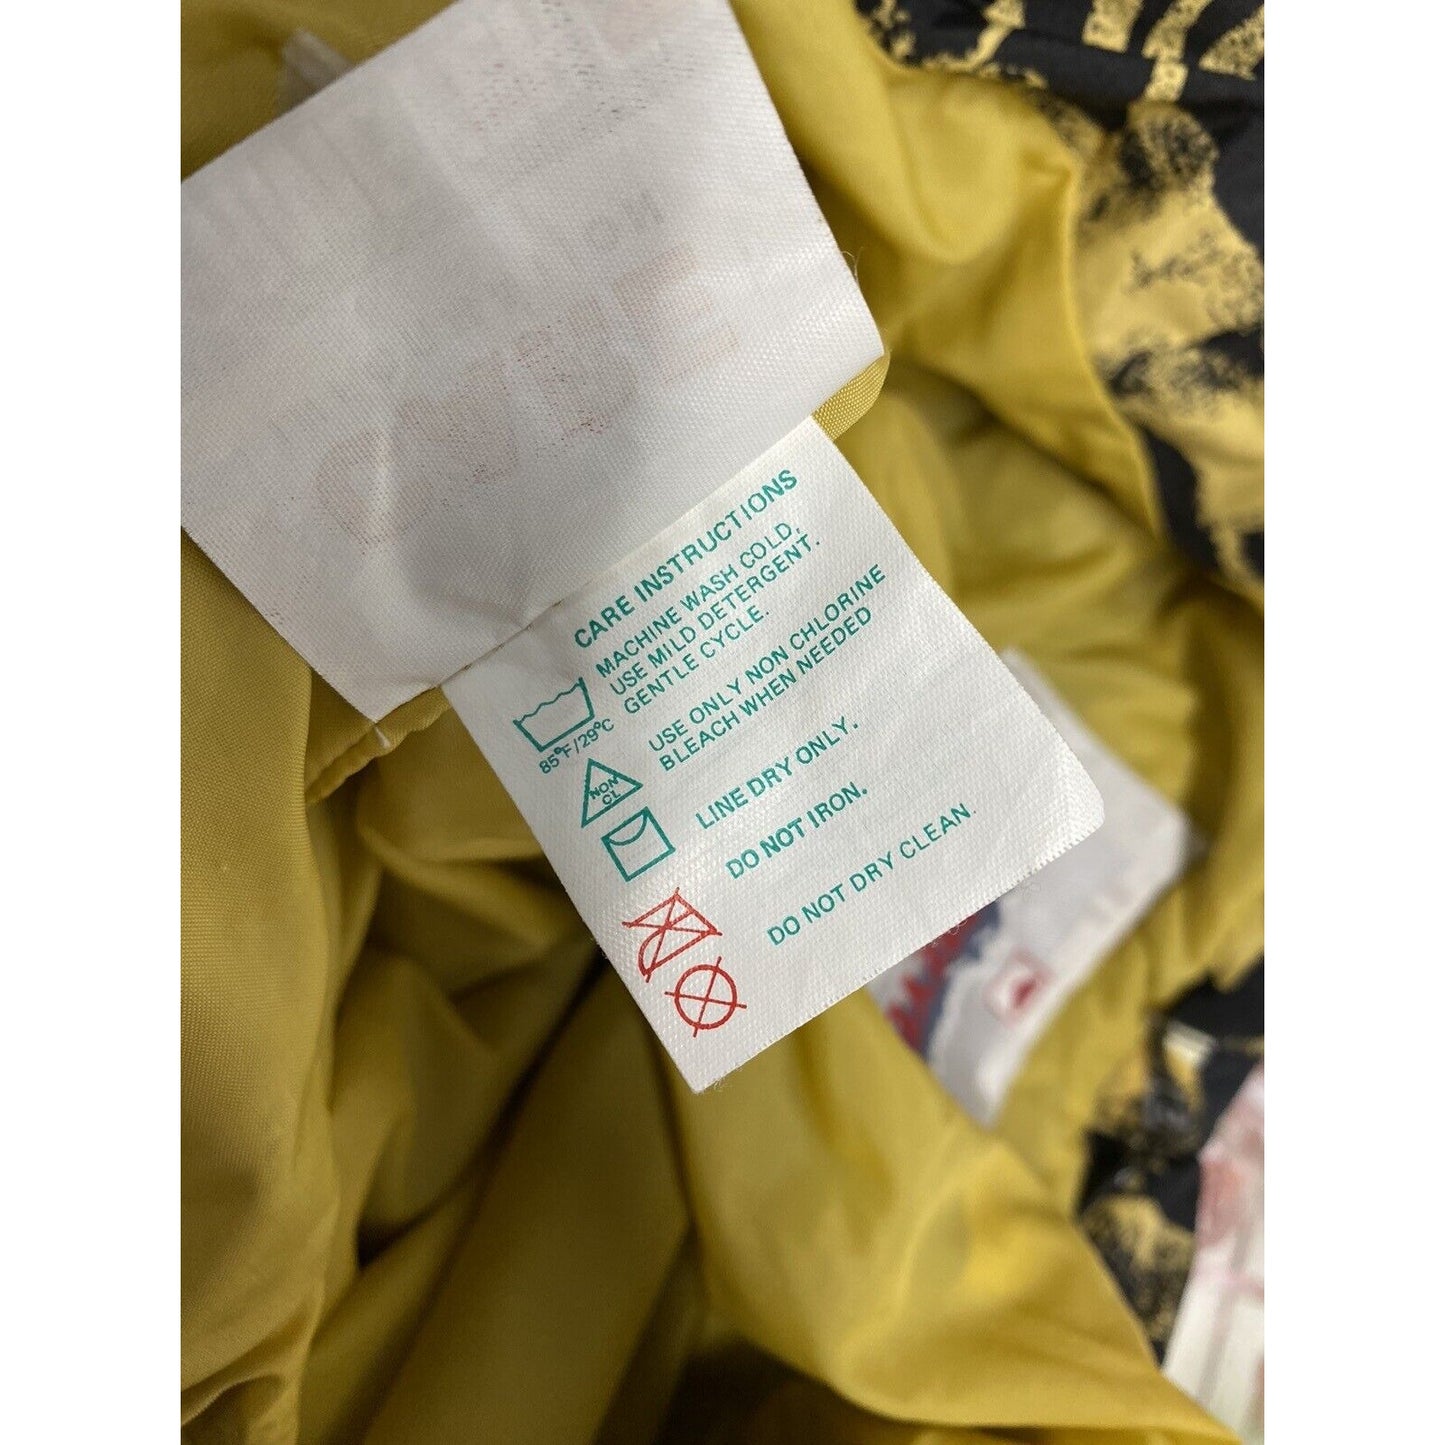 CARE INSTRUCTIONS
MACHINE WASH COLD,
USE MILD DETERGENT.
GENTLE CYCLE.
85°F/29°C
USE ONLY NON CHLORINE
BLEACH WHEN NEEDED
NON
CL
LINE DRY ONLY.
DO NOT IRON.
DO NOT DRY CLEAN.